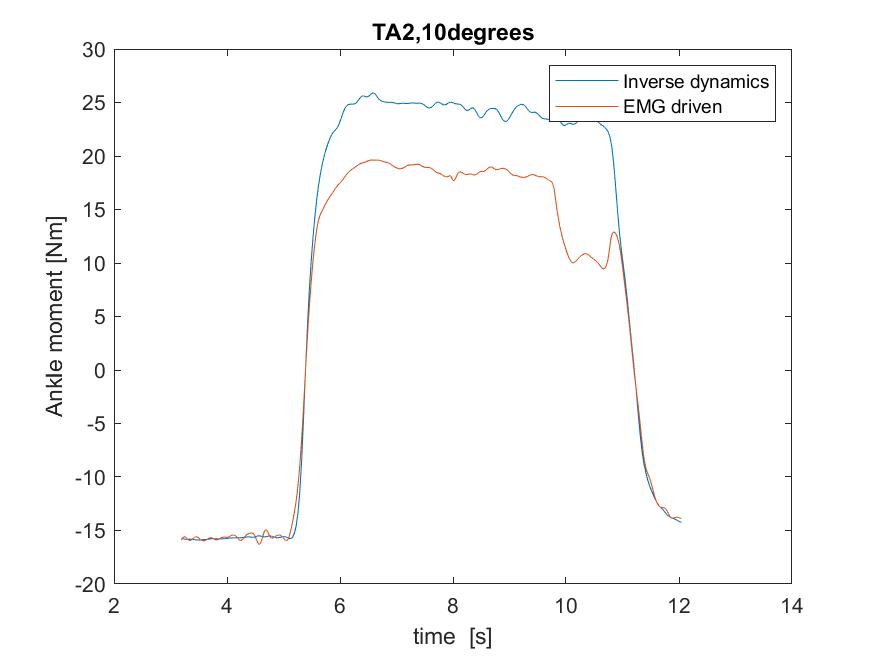 TA2,10degrees
Inverse dynamics
EMG driven
Ankle moment [Nm]
30
25
20
15
10
5
0
-5
-10
-15
-20
2 4 6 8 10 12 14
time [s]